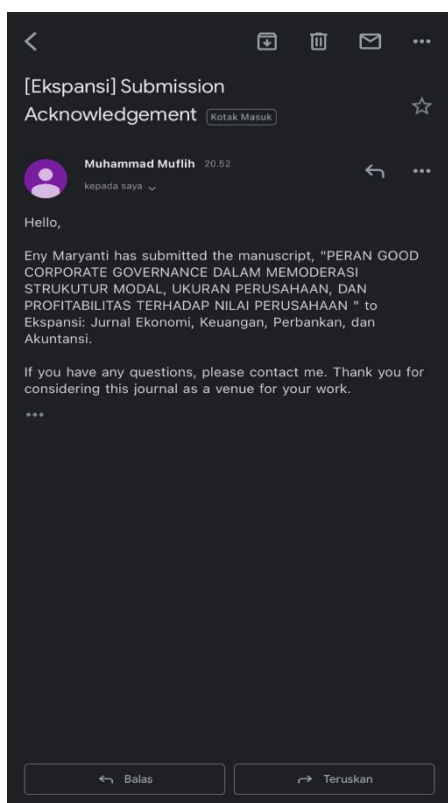 [Ekspansi] Submission
Acknowledgement Kotak Masuk
Muhammad Muflih 20.52
kepada saya
Hello,
Eny Maryanti has submitted the manuscript, "PERAN GOOD
CORPORATE GOVERNANCE DALAM MEMODERASI
STRUKUTUR MODAL, UKURAN PERUSAHAAN, DAN
PROFITABILITAS TERHADAP NILAI PERUSAHAAN " to
Ekspansi: Jurnal Ekonomi, Keuangan, Perbankan, dan
Akuntansi.
If you have any questions, please contact me. Thank you for
considering this journal as a venue for your work.
Balas
Teruskan